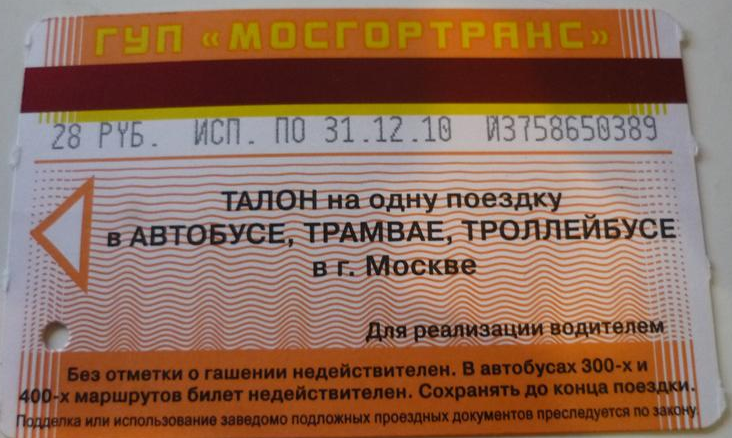 ГУП «МОСГОРТРАНС»
28 РУБ. ИСП. ПО 31.12.10 И3758650389
ТАЛОН на одну поездку
в АВТОБУСЕ, ТРАМВАЕ, ТРОЛЛЕЙБУСЕ
в г. Москве
Для реализации водителем
Без отметки о гашении недействителен. В автобусах 300-х и
400-х маршрутов билет недействителен. Сохранять до конца поездки.
Подделка или использование заведомо подложных проездных документов преследуется по закону.